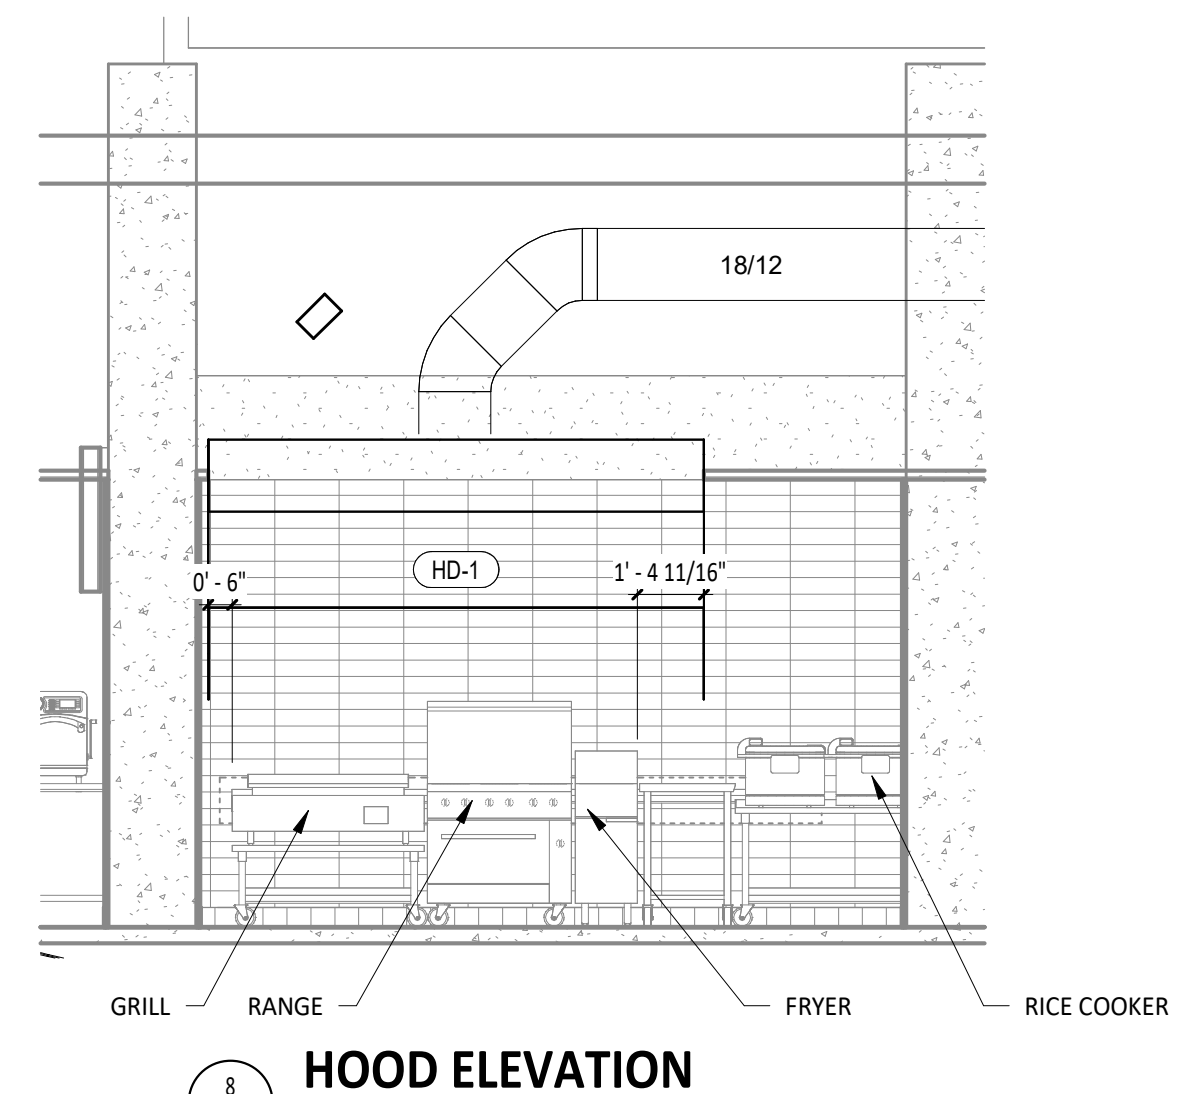 18/12
HD-1
0' - 6"
1' - 4 11/16"
GRILL
RANGE
FRYER
RICE COOKER
8
HOOD ELEVATION